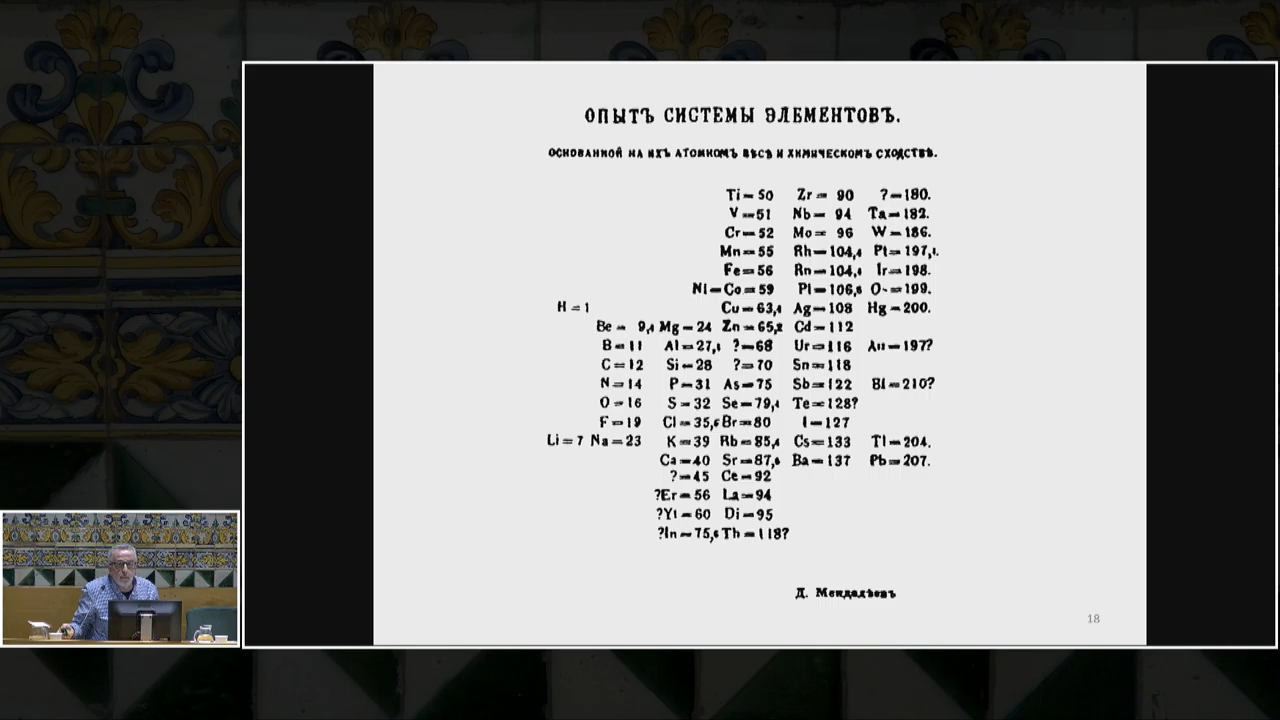 ОПЫТЪ СИСТЕМЫ ЭЛЕМЕНТОВЪ.
ОСНОВАННОЙ НА ИХЪ АТОМНОМЪ ВѢСѢ И ХИМИЧЕСКОМЪ СХОДСТВѢ.
Ti = 50 Zr = 90 ? = 180.
V = 51 Nb = 94 Ta = 182.
Cr = 52 Mo = 96 W = 186.
Mn = 55 Rh = 104,4 Pt = 197,1.
Fe = 56 Rn = 104,4 Ir = 198.
Ni = Co = 59 Pl = 106,6 O- = 199.
H = 1 Cu = 63,4 Ag = 108 Hg = 200.
Be = 9,4 Mg = 24 Zn = 65,2 Cd = 112
B = 11 Al = 27,4 ? = 68 Ur = 116 Au = 197?
C = 12 Si = 28 ? = 70 Sn = 118
N = 14 P = 31 As = 75 Sb = 122 Bi = 210?
O = 16 S = 32 Se = 79,4 Te = 128?
F = 19 Cl = 35,5 Br = 80 I = 127
Li = 7 Na = 23 K = 39 Rb = 85,4 Cs = 133 Tl = 204.
Ca = 40 Sr = 87,6 Ba = 137 Pb = 207.
? = 45 Ce = 92
?Er = 56 La = 94
?Yt = 60 Di = 95
?In = 75,6 Th = 118?
Д. Менделѣевъ
18